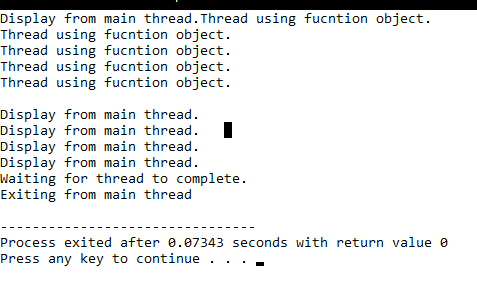 Display from main thread.Thread using fucntion object.
Thread using fucntion object.
Thread using fucntion object.
Thread using fucntion object.
Thread using fucntion object.
Display from main thread.
Display from main thread.
Display from main thread.
Display from main thread.
Waiting for thread to complete.
Exiting from main thread
--------------------------------
Process exited after 0.07343 seconds with return value 0
Press any key to continue . . .